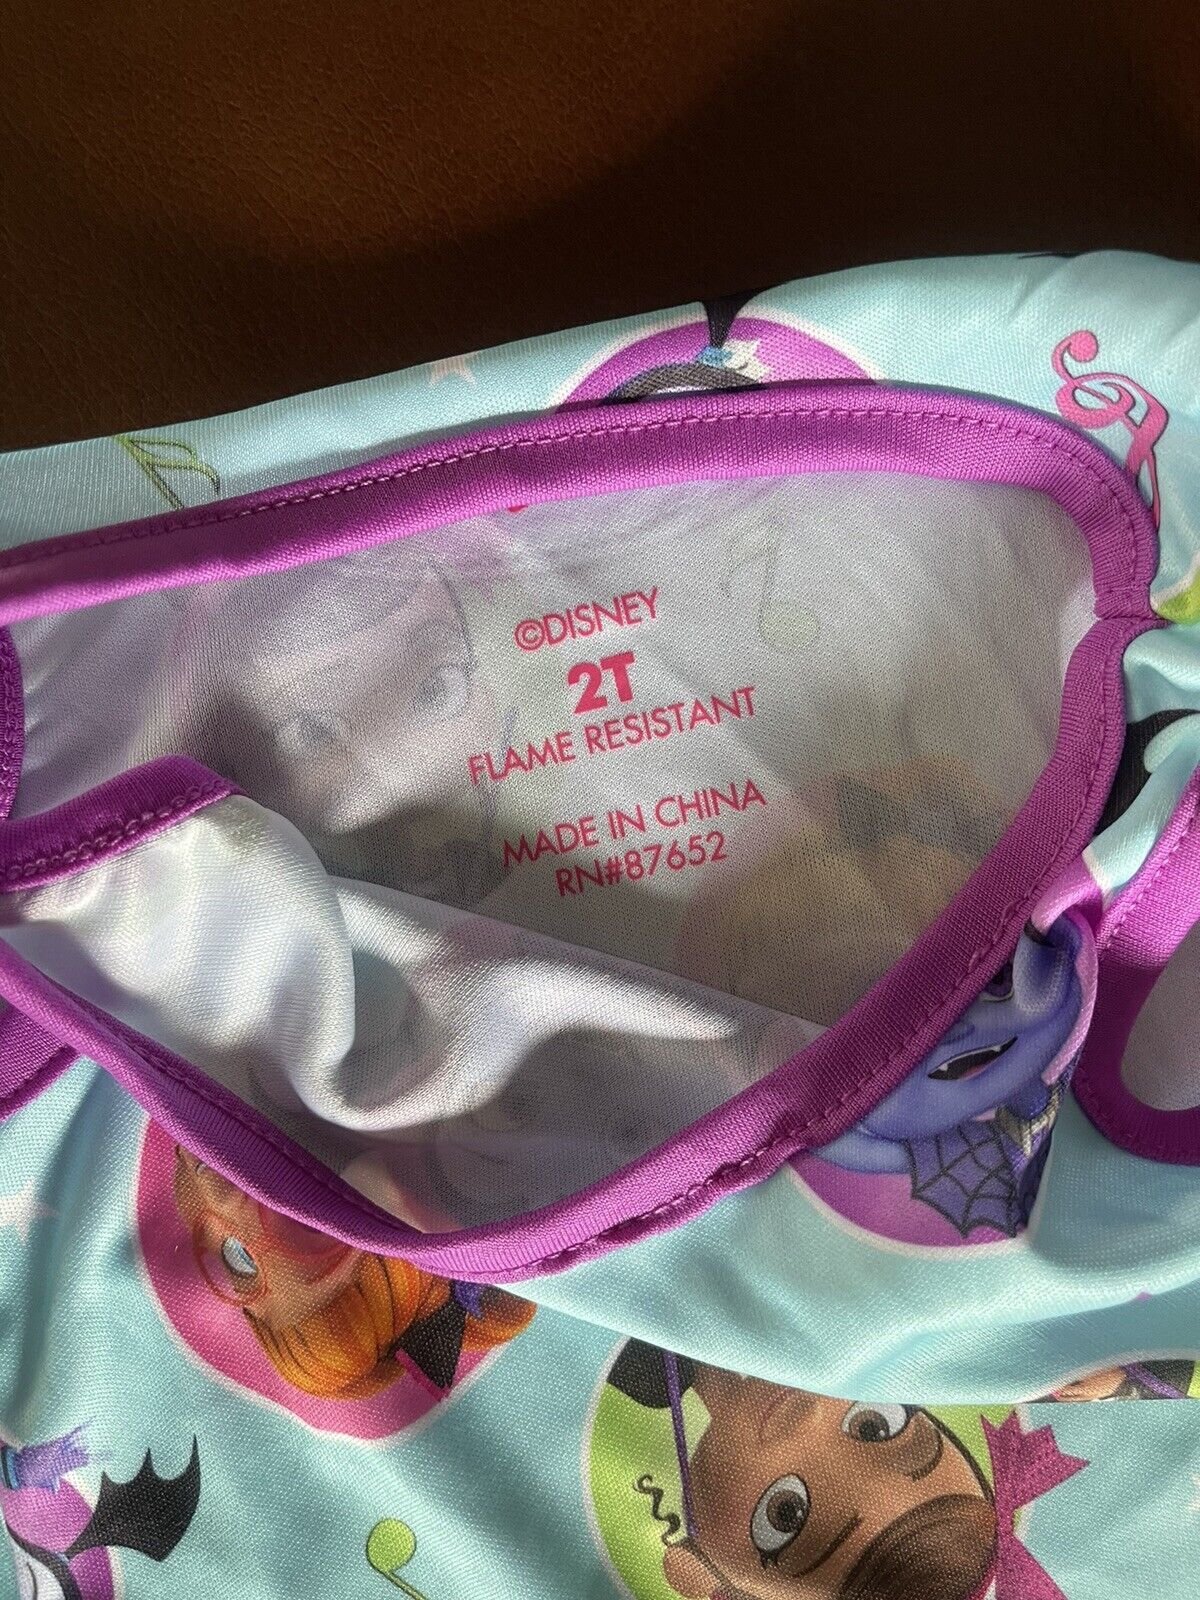 ©DISNEY
2T
FLAME RESISTANT
MADE IN CHINA
RN#87652